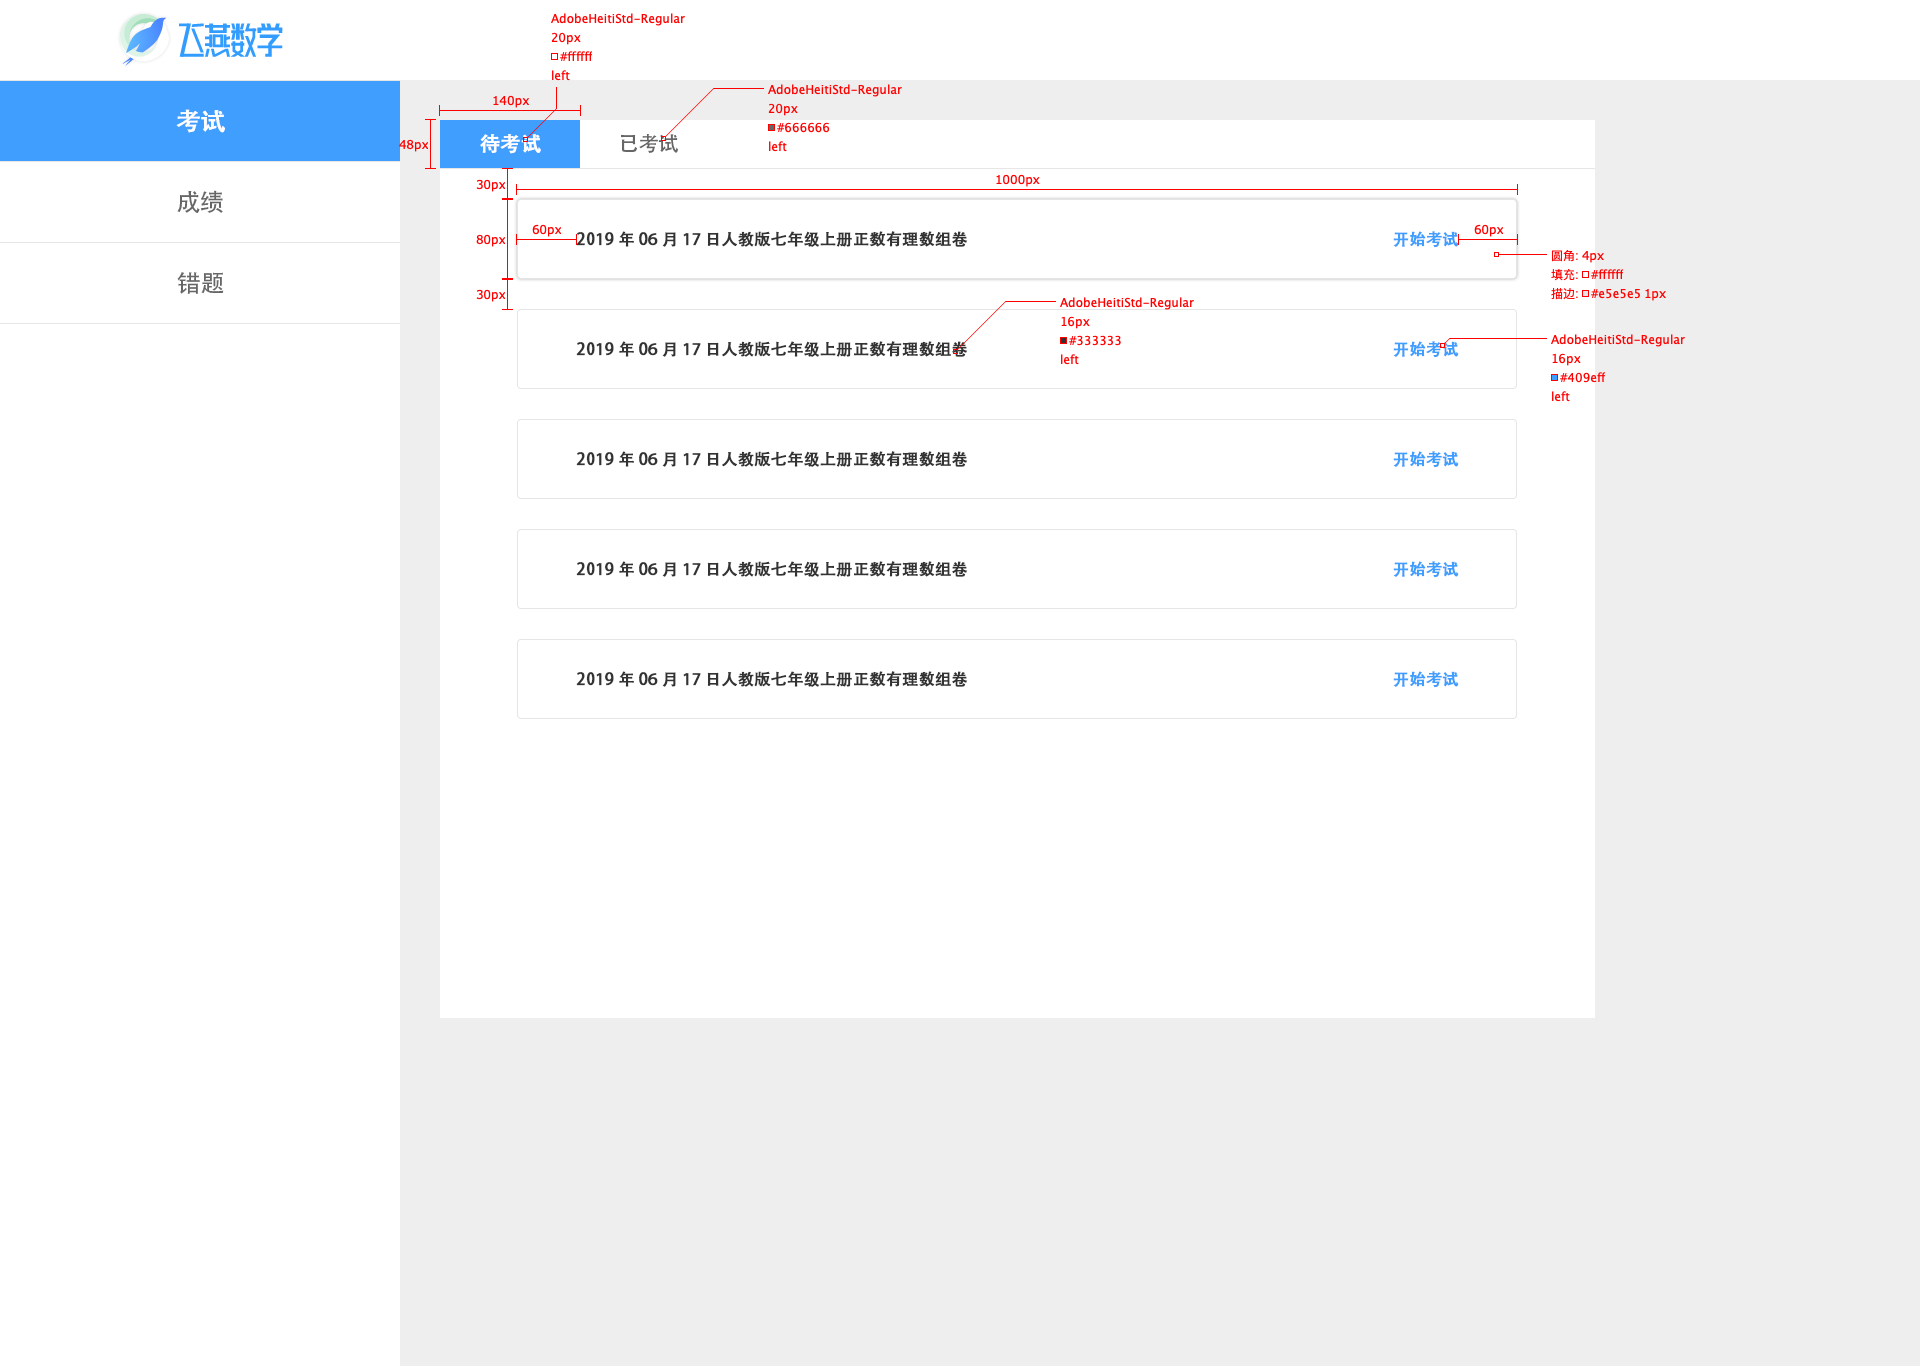 飞燕数学
AdobeHeitiStd-Regular
20px
#ffffff
left
考试
成绩
错题
140px
48px
待考试
已考试
AdobeHeitiStd-Regular
20px
#666666
left
30px
1000px
80px
60px
2019 年 06 月 17 日人教版七年级上册正数有理数组卷
开始考试
60px
圆角: 4px
填充: #ffffff
描边: #e5e5e5 1px
30px
AdobeHeitiStd-Regular
16px
#333333
left
2019 年 06 月 17 日人教版七年级上册正数有理数组卷
开始考试
AdobeHeitiStd-Regular
16px
#409eff
left
2019 年 06 月 17 日人教版七年级上册正数有理数组卷
开始考试
2019 年 06 月 17 日人教版七年级上册正数有理数组卷
开始考试
2019 年 06 月 17 日人教版七年级上册正数有理数组卷
开始考试